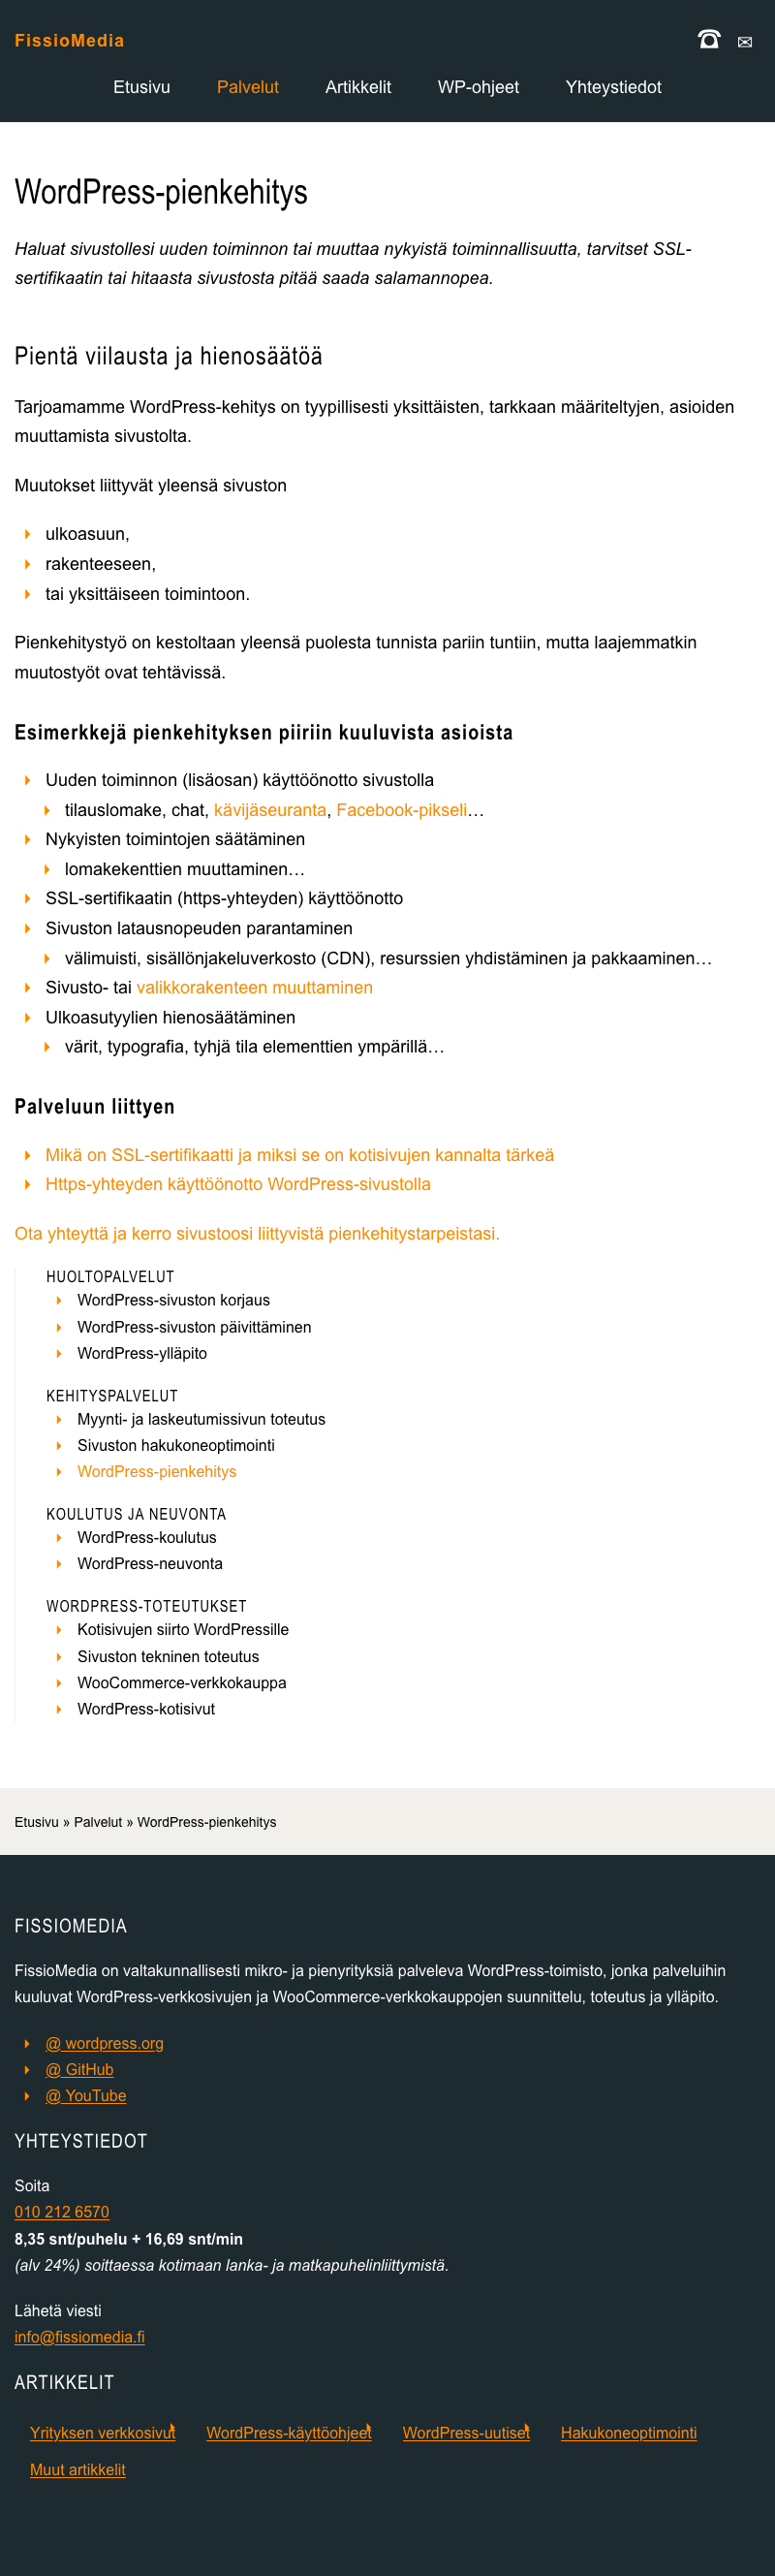 FissioMedia
Etusivu Palvelut Artikkelit WP-ohjeet Yhteystiedot
WordPress-pienkehitys
Haluat sivustollesi uuden toiminnon tai muuttaa nykyistä toiminnallisuutta, tarvitset SSL-
sertifikaatin tai hitaasta sivustosta pitää saada salamannopea.
Pientä viilausta ja hienosäätöä
Tarjoamamme WordPress-kehitys on tyypillisesti yksittäisten, tarkkaan määriteltyjen, asioiden
muuttamista sivustolta.
Muutokset liittyvät yleensä sivuston
ulkoasuun,
rakenteeseen,
tai yksittäiseen toimintoon.
Pienkehitystyö on kestoltaan yleensä puolesta tunnista pariin tuntiin, mutta laajemmatkin
muutostyöt ovat tehtävissä.
Esimerkkejä pienkehityksen piiriin kuuluvista asioista
Uuden toiminnon (lisäosan) käyttöönotto sivustolla
tilauslomake, chat, kävijäseuranta, Facebook-pikseli…
Nykyisten toimintojen säätäminen
lomakekenttien muuttaminen…
SSL-sertifikaatin (https-yhteyden) käyttöönotto
Sivuston latausnopeuden parantaminen
välimuisti, sisällönjakeluverkosto (CDN), resurssien yhdistäminen ja pakkaaminen…
Sivusto- tai valikkorakenteen muuttaminen
Ulkoasutyylien hienosäätäminen
värit, typografia, tyhjä tila elementtien ympärillä…
Palveluun liittyen
Mikä on SSL-sertifikaatti ja miksi se on kotisivujen kannalta tärkeä
Https-yhteyden käyttöönotto WordPress-sivustolla
Ota yhteyttä ja kerro sivustoosi liittyvistä pienkehitystarpeistasi.
HUOLTOPALVELUT
WordPress-sivuston korjaus
WordPress-sivuston päivittäminen
WordPress-ylläpito
KEHITYSPALVELUT
Myynti- ja laskeutumissivun toteutus
Sivuston hakukoneoptimointi
WordPress-pienkehitys
KOULUTUS JA NEUVONTA
WordPress-koulutus
WordPress-neuvonta
WORDPRESS-TOTEUTUKSET
Kotisivujen siirto WordPressille
Sivuston tekninen toteutus
WooCommerce-verkkokauppa
WordPress-kotisivut
Etusivu » Palvelut » WordPress-pienkehitys
FISSIOMEDIA
FissioMedia on valtakunnallisesti mikro- ja pienyrityksiä palveleva WordPress-toimisto, jonka palveluihin
kuuluvat WordPress-verkkosivujen ja WooCommerce-verkkokauppojen suunnittelu, toteutus ja ylläpito.
@ wordpress.org
@ GitHub
@ YouTube
YHTEYSTIEDOT
Soita
010 212 6570
8,35 snt/puhelu + 16,69 snt/min
(alv 24%) soittaessa kotimaan lanka- ja matkapuhelinliittymistä.
Lähetä viesti
info@fissiomedia.fi
ARTIKKELIT
Yrityksen verkkosivut WordPress-käyttöohjeet WordPress-uutiset Hakukoneoptimointi
Muut artikkelit